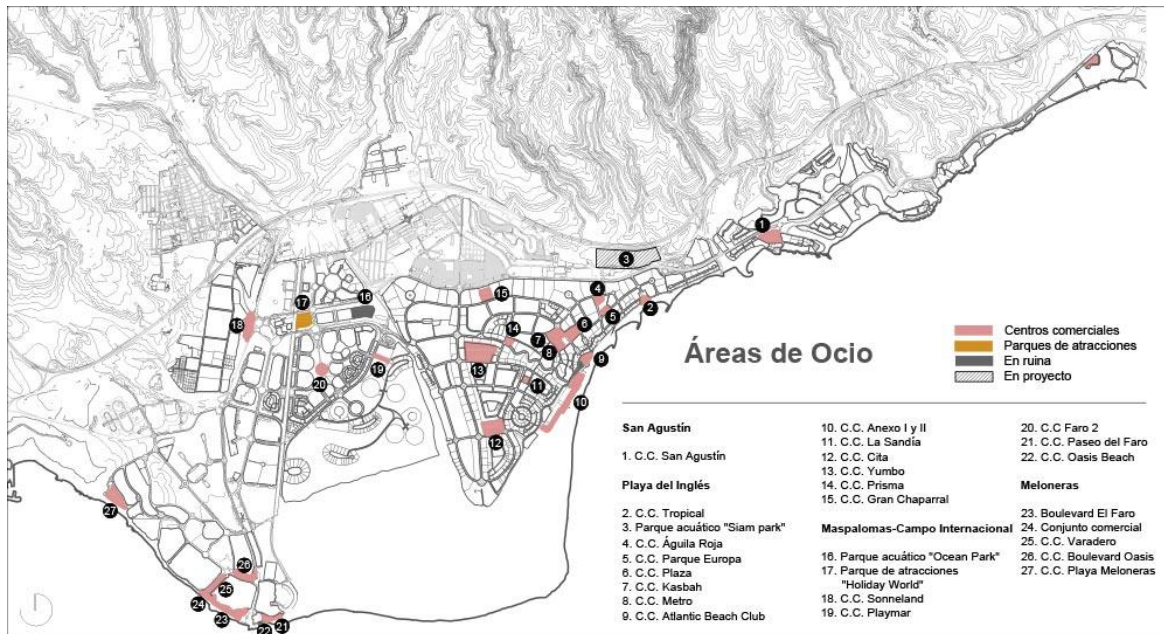 Áreas de Ocio
Centros comerciales
Parques de atracciones
En ruina
En proyecto
San Agustín
1. C.C. San Agustín
Playa del Inglés
2. C.C. Tropical
3. Parque acuático "Siam park"
4. C.C. Águila Roja
5. C.C. Parque Europa
6. C.C. Plaza
7. C.C. Kasbah
8. C.C. Metro
9. C.C. Atlantic Beach Club
10. C.C. Anexo I y II
11. C.C. La Sandía
12. C.C. Cita
13. C.C. Yumbo
14. C.C. Prisma
15. C.C. Gran Chaparral
Maspalomas-Campo Internacional
16. Parque acuático "Ocean Park"
17. Parque de atracciones
"Holiday World"
18. C.C. Sonneland
19. C.C. Playmar
20. C.C Faro 2
21. C.C. Paseo del Faro
22. C.C. Oasis Beach
Meloneras
23. Boulevard El Faro
24. Conjunto comercial
25. C.C. Varadero
26. C.C. Boulevard Oasis
27. C.C. Playa Meloneras
1
3
4
2
5
6
7
8
9
10
11
12
13
14
15
16
17
18
19
20
21
22
23
24
25
26
27